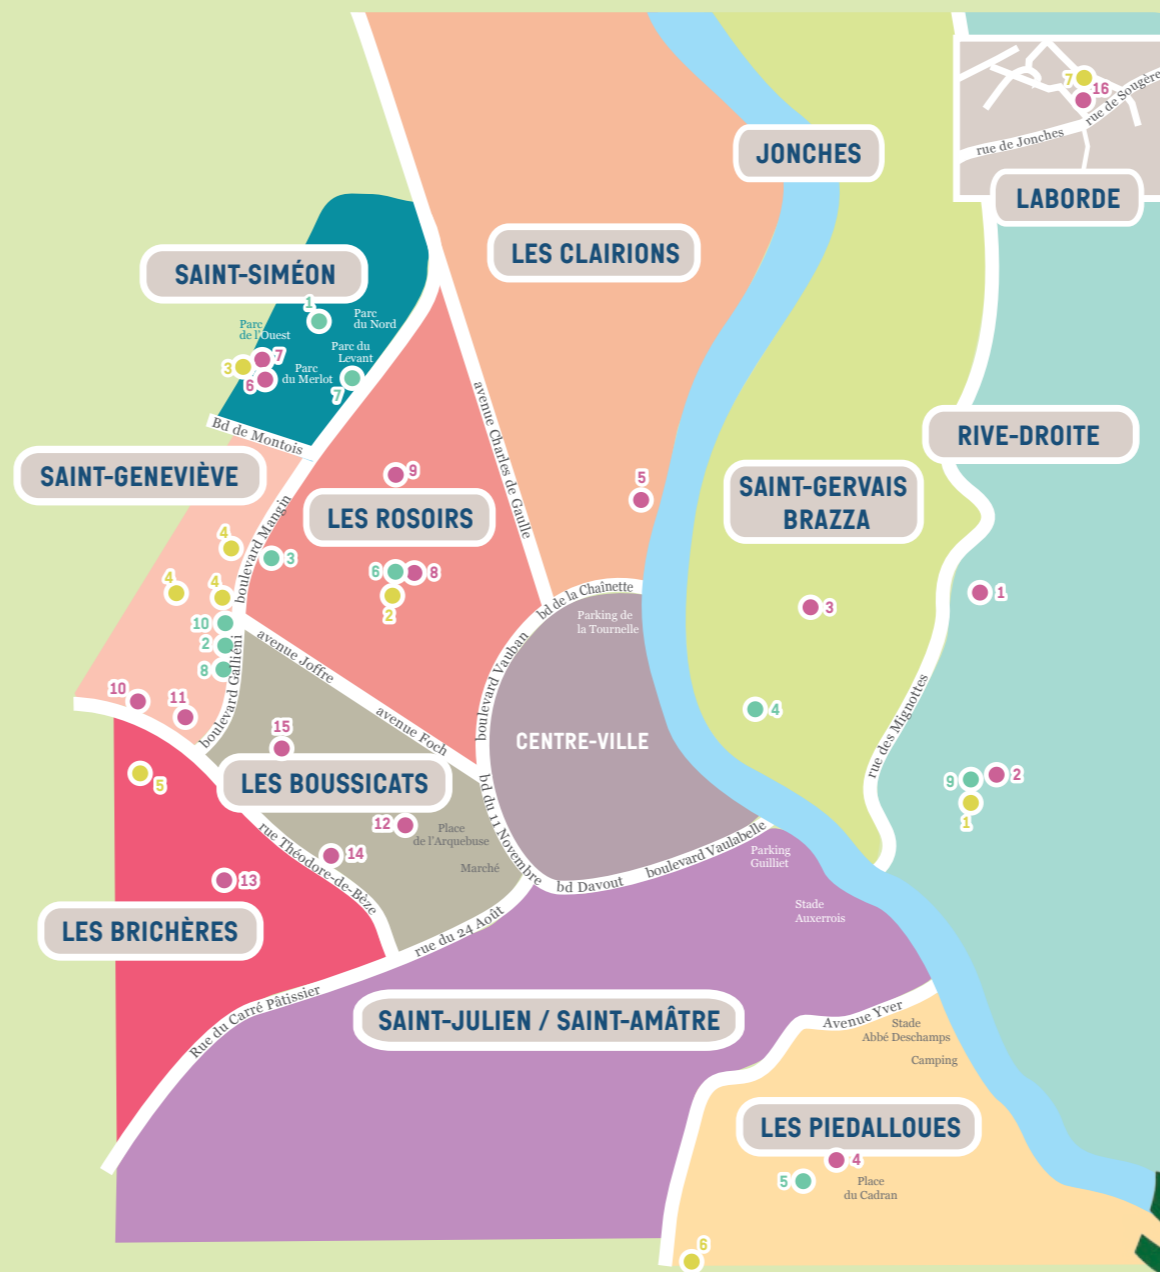 7
16
rue de Sougère
rue de Jonches
JONCHES
LABORDE
LES CLAIRIONS
SAINT-SIMÉON
1
Parc
du Nord
Parc
de l'Ouest
Parc du
Levant
7
3
6
Parc
du Merlot
7
Bd de Montois
avenue Charles de Gaulle
RIVE-DROITE
SAINT-GENEVIÈVE
9
5
SAINT-GERVAIS
BRAZZA
LES ROSOIRS
boulevard Mangin
4
3
4
4
6
8
2
bd de la Chaînette
1
3
Parking de
la Tournelle
10
2
8
avenue Joffre
boulevard Gallieni
boulevard Vauban
10
11
avenue Foch
4
rue des Mignottes
15
CENTRE-VILLE
5
LES BOUSSICATS
9
2
1
bd du 11 Novembre
12
Place
de l'Arquebuse
rue Théodore-de-Bèze
14
Marché
boulevard Vaulabelle
Parking
Guilliet
bd Davout
13
Stade
Auxerrois
LES BRICHÈRES
rue du 24 Août
Rue du Carré Pâtissier
SAINT-JULIEN / SAINT-AMÂTRE
Avenue Yver
Stade
Abbé Deschamps
Camping
LES PIEDALLOUES
4
5
Place
du Cadran
6